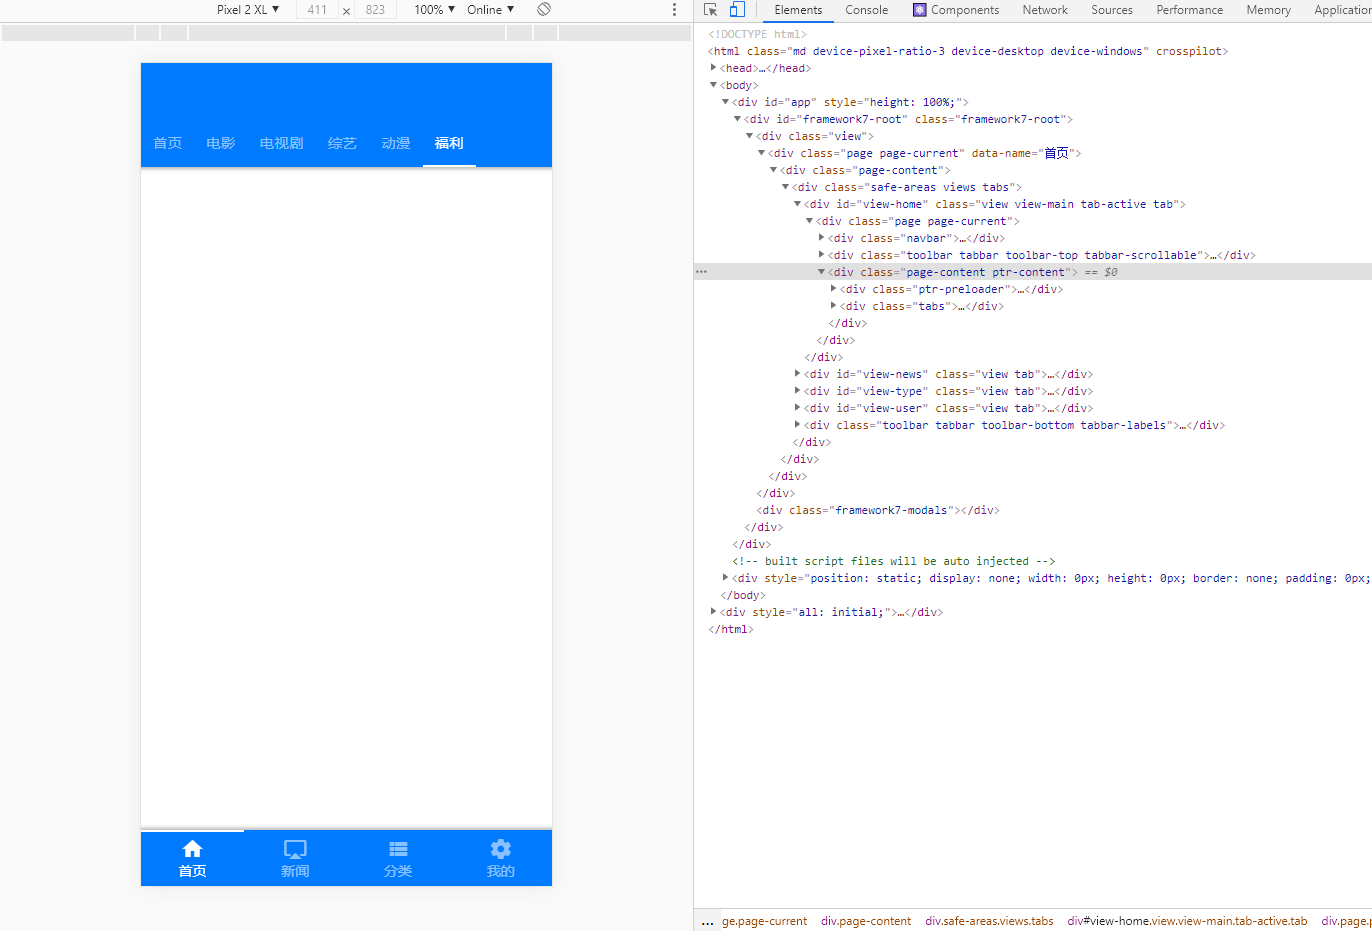 Pixel 2 XL ▼ 411 × 823 100% ▼ Online ▼
首页 电影 电视剧 综艺 动漫 福利
首页 新闻 分类 我的
Elements Console Components Network Sources Performance Memory Application
<!DOCTYPE html>
<html class="md device-pixel-ratio-3 device-desktop device-windows" crosspilot>
<head>…</head>
<body>
<div id="app" style="height: 100%;">
<div id="framework7-root" class="framework7-root">
<div class="view">
<div class="page page-current" data-name="首页">
<div class="page-content">
<div class="safe-areas views tabs">
<div id="view-home" class="view view-main tab-active tab">
<div class="page page-current">
<div class="navbar">…</div>
<div class="toolbar tabbar toolbar-top tabbar-scrollable">…</div>
<div class="page-content ptr-content"> == $0
<div class="ptr-preloader">…</div>
<div class="tabs">…</div>
</div>
</div>
</div>
<div id="view-news" class="view tab">…</div>
<div id="view-type" class="view tab">…</div>
<div id="view-user" class="view tab">…</div>
<div class="toolbar tabbar toolbar-bottom tabbar-labels">…</div>
</div>
</div>
</div>
</div>
<div class="framework7-modals"></div>
</div>
</div>
<!-- built script files will be auto injected -->
<div style="position: static; display: none; width: 0px; height: 0px; border: none; padding: 0px;
</body>
<div style="all: initial;">…</div>
</html>
… ge.page-current div.page-content div.safe-areas.views.tabs div#view-home.view.view-main.tab-active.tab div.page.p